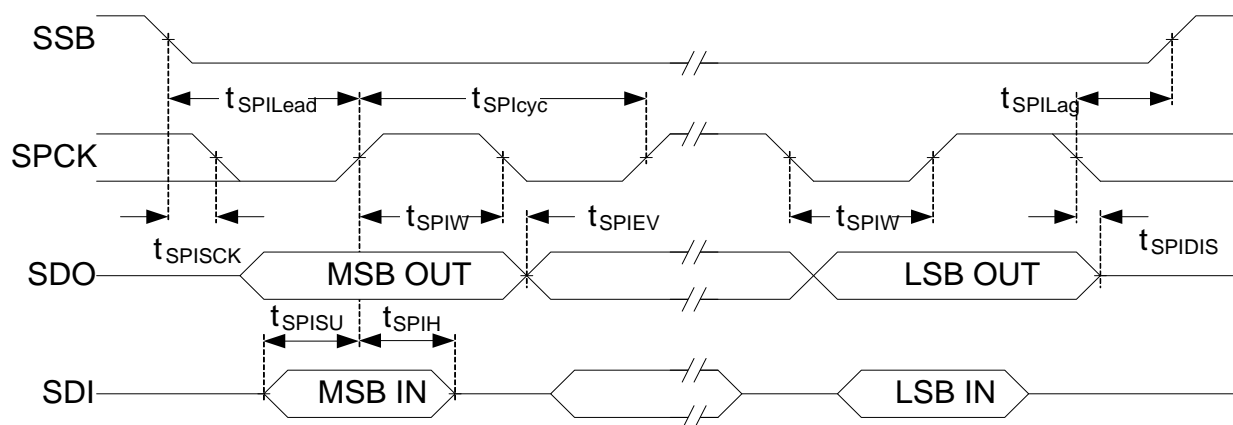 SSB
tSPILead
tSPIcyc
tSPILag
SPCK
tSPIW
tSPIEV
tSPIW
tSPISCK
tSPIDIS
SDO
MSB OUT
LSB OUT
tSPISU
tSPIH
SDI
MSB IN
LSB IN